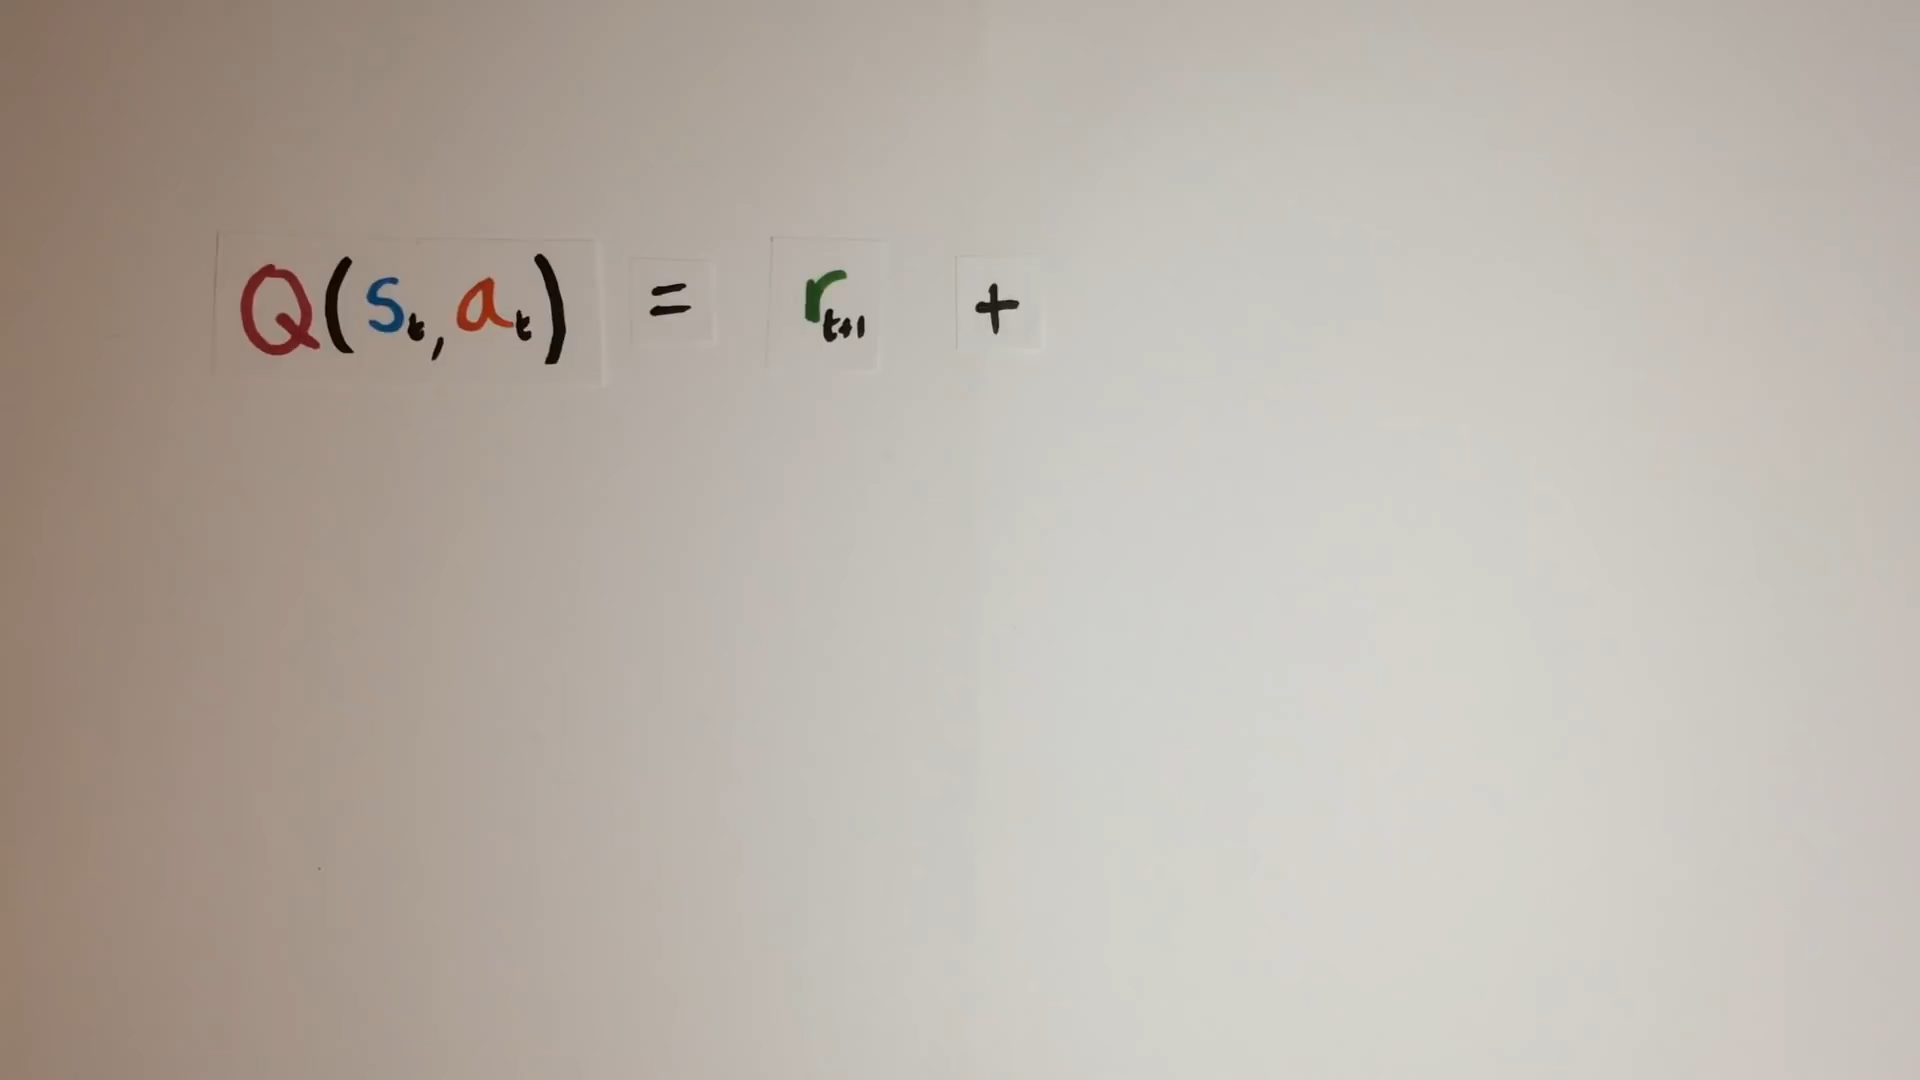 Q(s_t, a_t) = r_{t+1} +